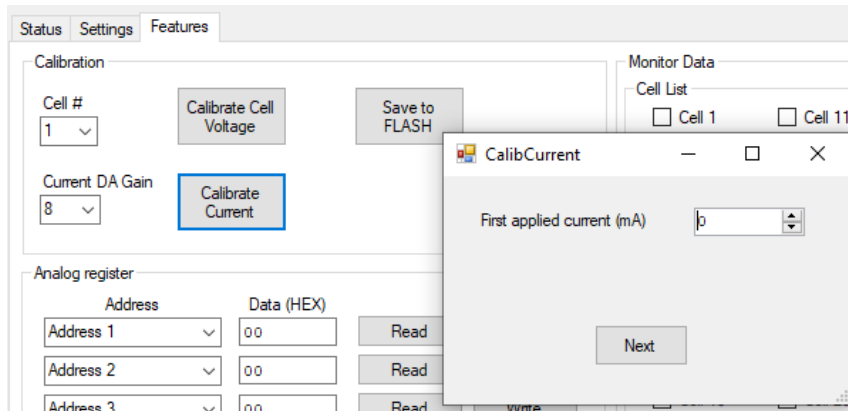 Status Settings Features
Calibration
Monitor Data
Cell List
Cell #
1
Calibrate Cell
Voltage
Save to
FLASH
Cell 1
Cell 11
Current DA Gain
8
Calibrate
Current
CalibCurrent
First applied current (mA)
0
Next
Analog register
Address
Data (HEX)
Address 1
00
Read
Address 2
00
Read
Address 3
00
Read
Write